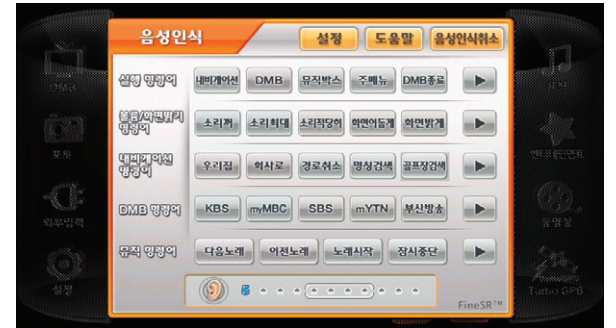 음성인식 설정 도움말 음성인식취소
실행 명령어 내비게이션 DMB 뮤직박스 주메뉴 DMB종료
볼륨/화면밝기 명령어 소리꺼 소리최대 소리적당히 화면어둡게 화면밝게
내비게이션 명령어 우리집 회사로 경로취소 명칭검색 골프장검색
DMB 명령어 KBS myMBC SBS mYTN 부산방송
뮤직 명령어 다음노래 이전노래 노래시작 잠시중단
FineSR™
DMB
포토
외부입력
설정
음악
동영상
Turbo GPS